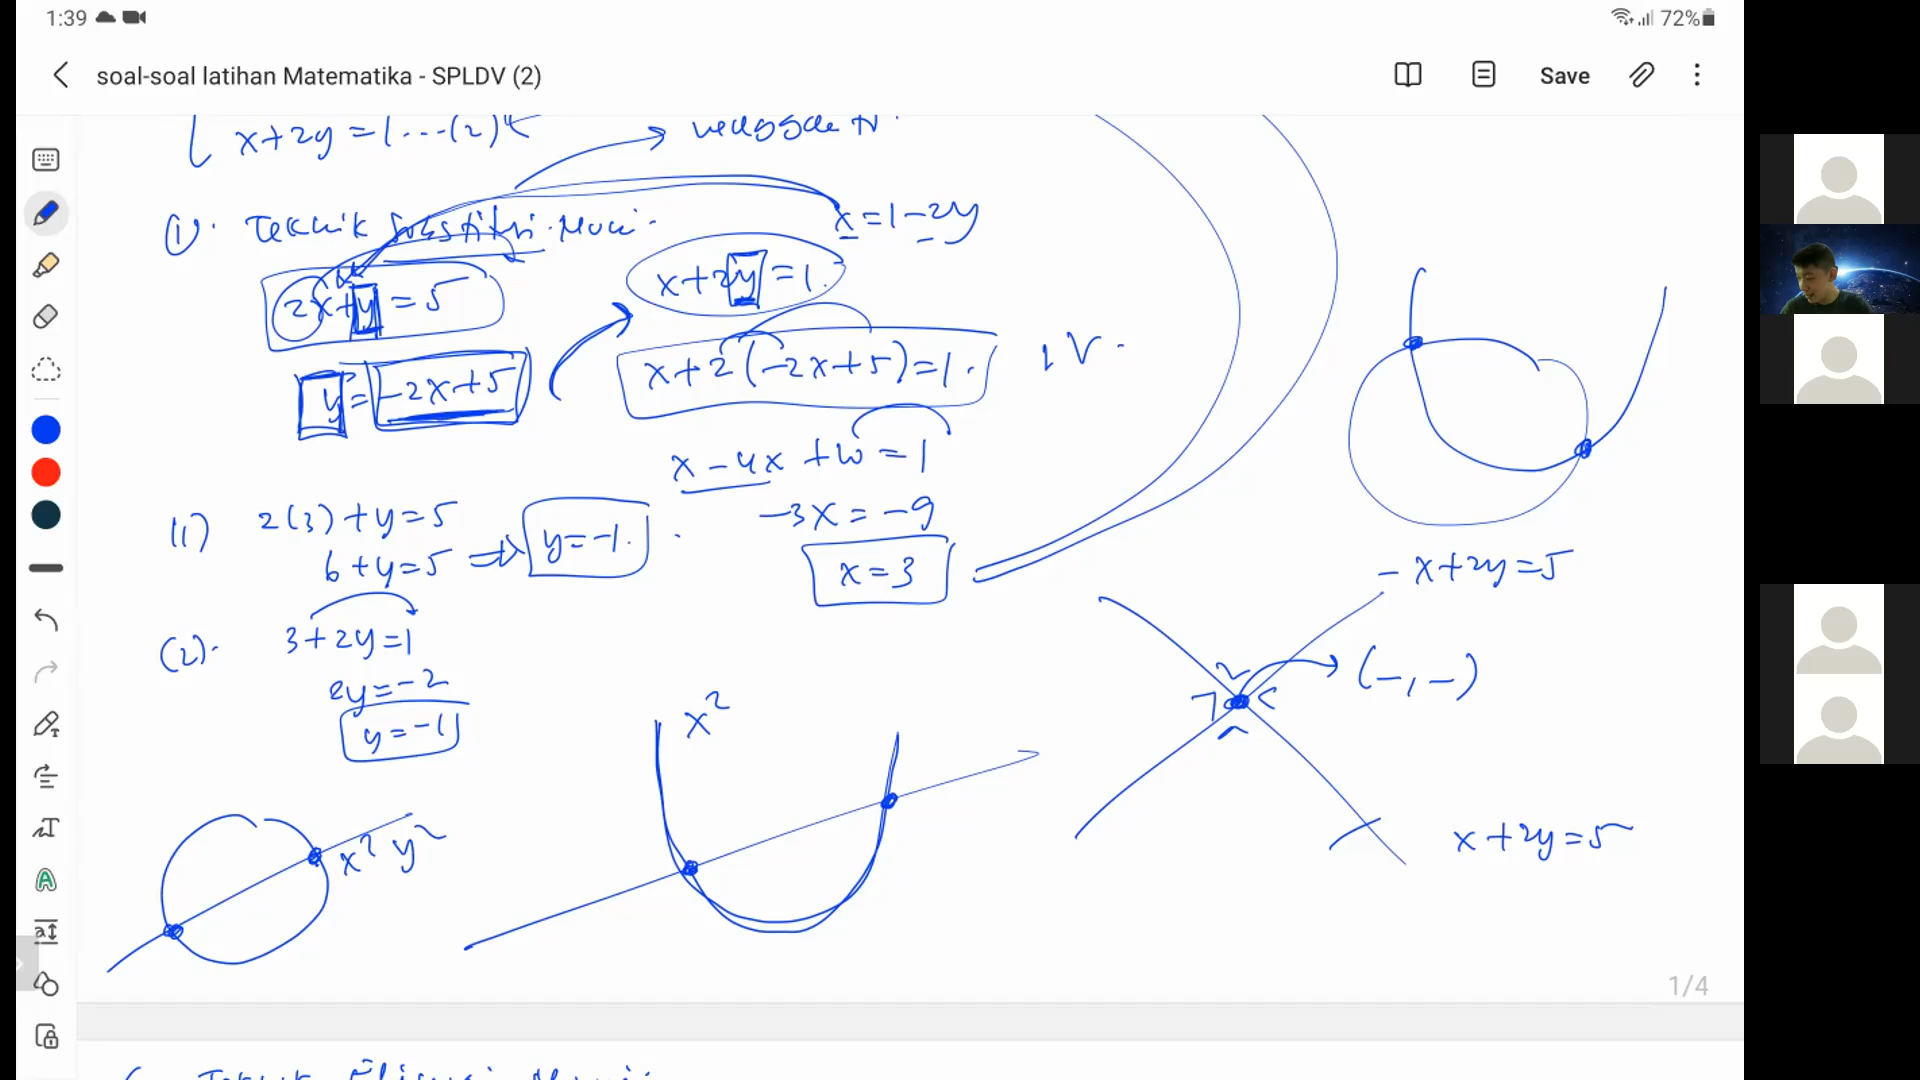 1:39 72%
soal-soal latihan Matematika - SPLDV (2) Save
x+2y=1...(2)
(1). Teknik Substitusi Murni. x=1-2y
2x+y=5 x+2y=1.
y=-2x+5 x+2(-2x+5)=1.
x-4x+10=1
(1) 2(3)+y=5 -3x=-9
6+y=5 => y=-1. x=3
-x+2y=5
(2). 3+2y=1
(-,-)
2y=-2
y=-1
x²
x² y²
x+2y=5
1/4
Teknik Eliminasi Murni